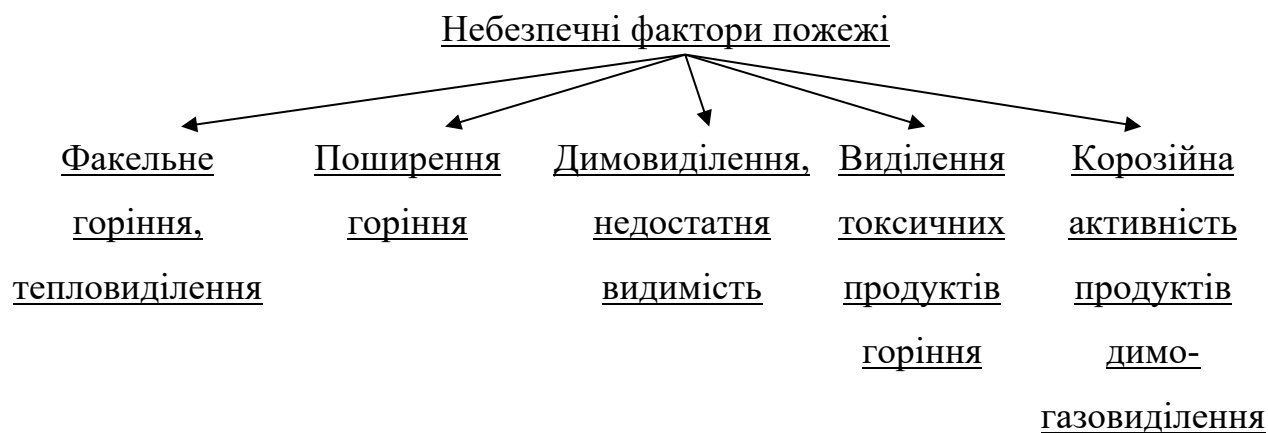 Небезпечні фактори пожежі
Факельне
горіння,
тепловиділення
Поширення
горіння
Димовиділення,
недостатня
видимість
Виділення
токсичних
продуктів
горіння
Корозійна
активність
продуктів
димо-
газовиділення